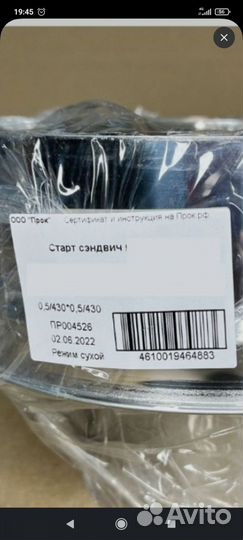 19:45
ООО "Прок" Сертификат и инструкция на Прок.рф
Старт сэндвич !
0,5/430*0,5/430
ПР004526
02.06.2022
Режим сухой
4610019464883
Avito